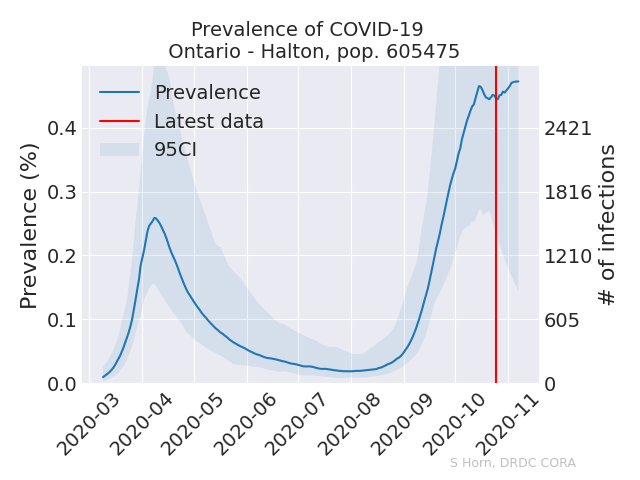 Prevalence of COVID-19
Ontario - Halton, pop. 605475
Prevalence
Latest data
95CI
Prevalence (%)
0.4
0.3
0.2
0.1
0.0
2421
1816
1210
605
0
# of infections
2020-03
2020-04
2020-05
2020-06
2020-07
2020-08
2020-09
2020-10
2020-11
S Horn, DRDC CORA